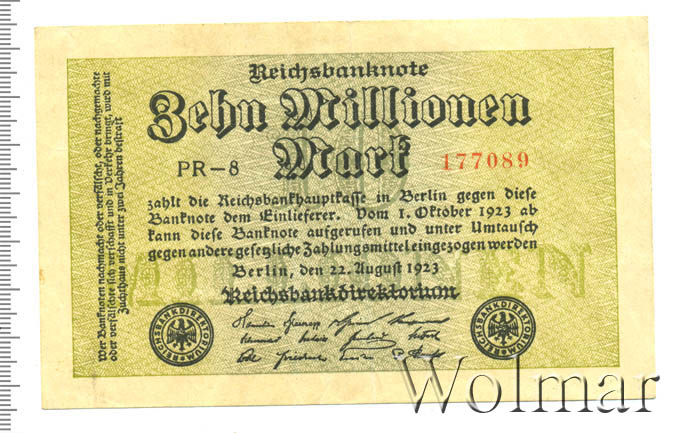 Reichsbanknote
Zehn Millionen
Mark
PR-8
177089
zahlt die Reichsbankhauptkasse in Berlin gegen diese
Banknote dem Einlieferer. Vom 1. Oktober 1923 ab
kann diese Banknote aufgerufen und unter Umtausch
gegen andere gesetzliche Zahlungsmittel eingezogen werden
Berlin, den 22. August 1923
Reichsbankdirektorium
Wer Banknoten nachmacht oder verfälscht, oder nachgemachte
oder verfälschte sich verschafft und in Verkehr bringt, wird mit
Zuchthaus nicht unter zwei Jahren bestraft
REICHSBANKDIREKTORIUM
REICHSBANKDIREKTORIUM
Wolmar